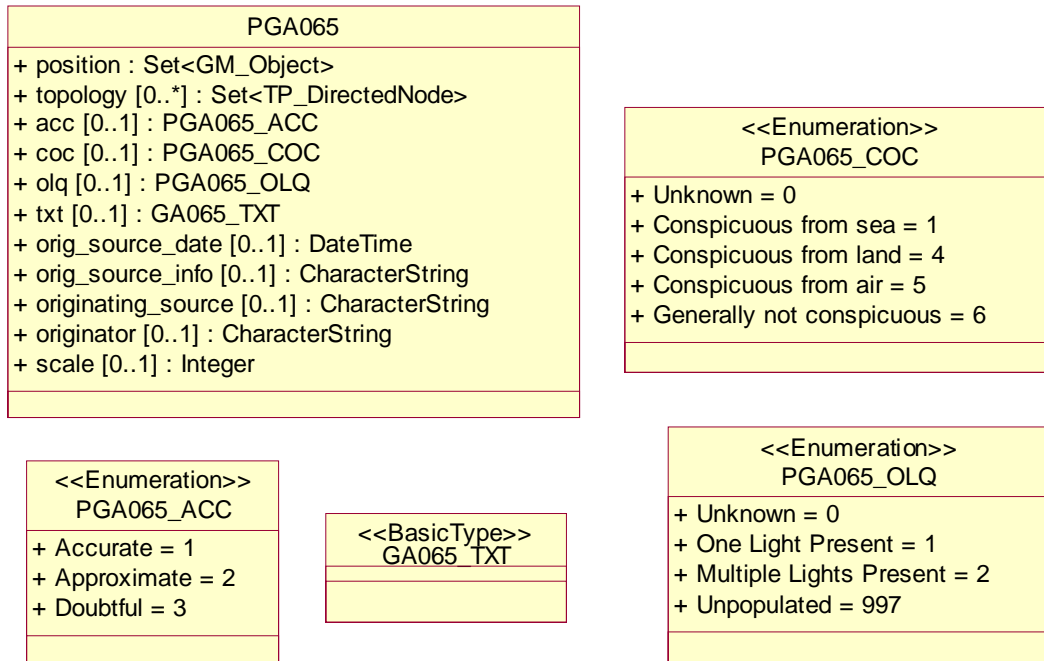 PGA065
+ position : Set<GM_Object>
+ topology [0..*] : Set<TP_DirectedNode>
+ acc [0..1] : PGA065_ACC
+ coc [0..1] : PGA065_COC
+ olq [0..1] : PGA065_OLQ
+ txt [0..1] : GA065_TXT
+ orig_source_date [0..1] : DateTime
+ orig_source_info [0..1] : CharacterString
+ originating_source [0..1] : CharacterString
+ originator [0..1] : CharacterString
+ scale [0..1] : Integer
<<Enumeration>>
PGA065_COC
+ Unknown = 0
+ Conspicuous from sea = 1
+ Conspicuous from land = 4
+ Conspicuous from air = 5
+ Generally not conspicuous = 6
<<Enumeration>>
PGA065_ACC
+ Accurate = 1
+ Approximate = 2
+ Doubtful = 3
<<BasicType>>
GA065_TXT
<<Enumeration>>
PGA065_OLQ
+ Unknown = 0
+ One Light Present = 1
+ Multiple Lights Present = 2
+ Unpopulated = 997